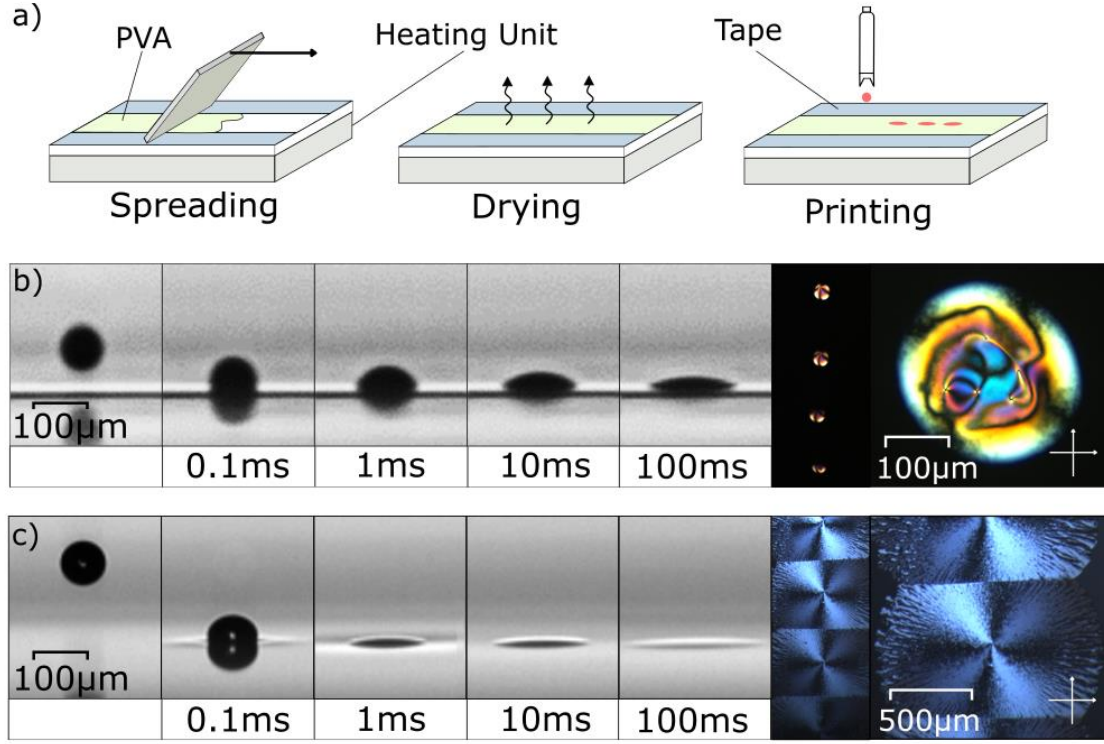 a)
PVA
Heating Unit
Tape
Spreading
Drying
Printing
b)
100µm
0.1ms
1ms
10ms
100ms
100µm
c)
100µm
0.1ms
1ms
10ms
100ms
500µm